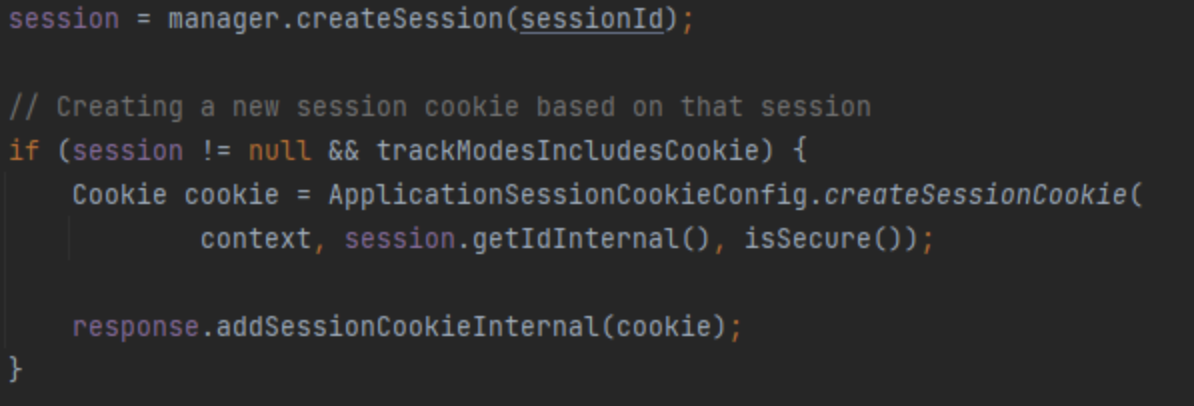 session = manager.createSession(sessionId);
// Creating a new session cookie based on that session
if (session != null && trackModesIncludesCookie) {
Cookie cookie = ApplicationSessionCookieConfig.createSessionCookie(
context, session.getIdInternal(), isSecure());
response.addSessionCookieInternal(cookie);
}